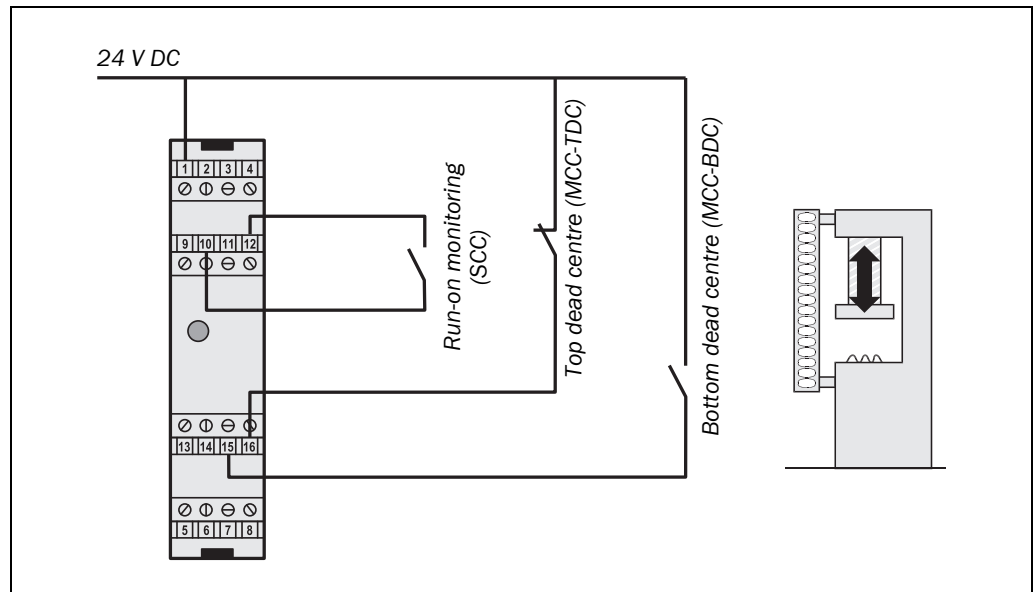 24 V DC
1 2 3 4
9 10 11 12
13 14 15 16
5 6 7 8
Run-on monitoring
(SCC)
Top dead centre (MCC-TDC)
Bottom dead centre (MCC-BDC)